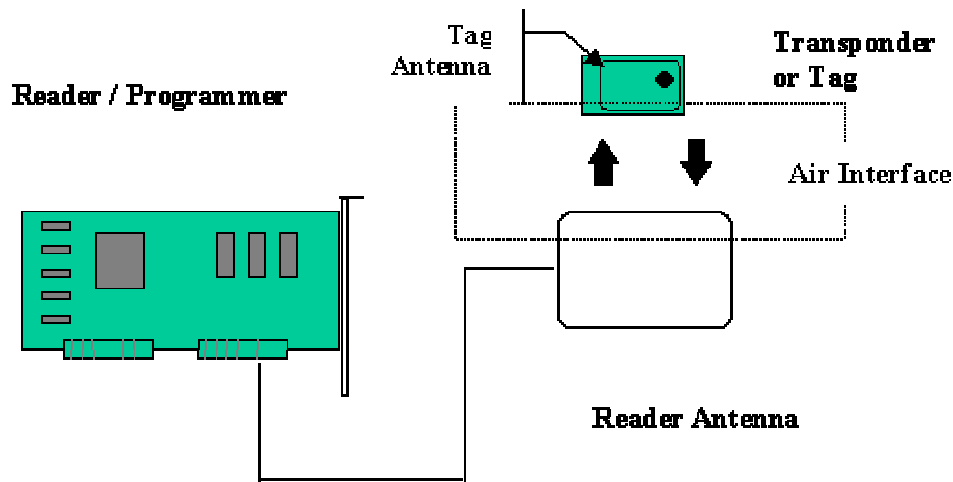 Tag
Antenna
Transponder
or Tag
Reader / Programmer
Air Interface
Reader Antenna